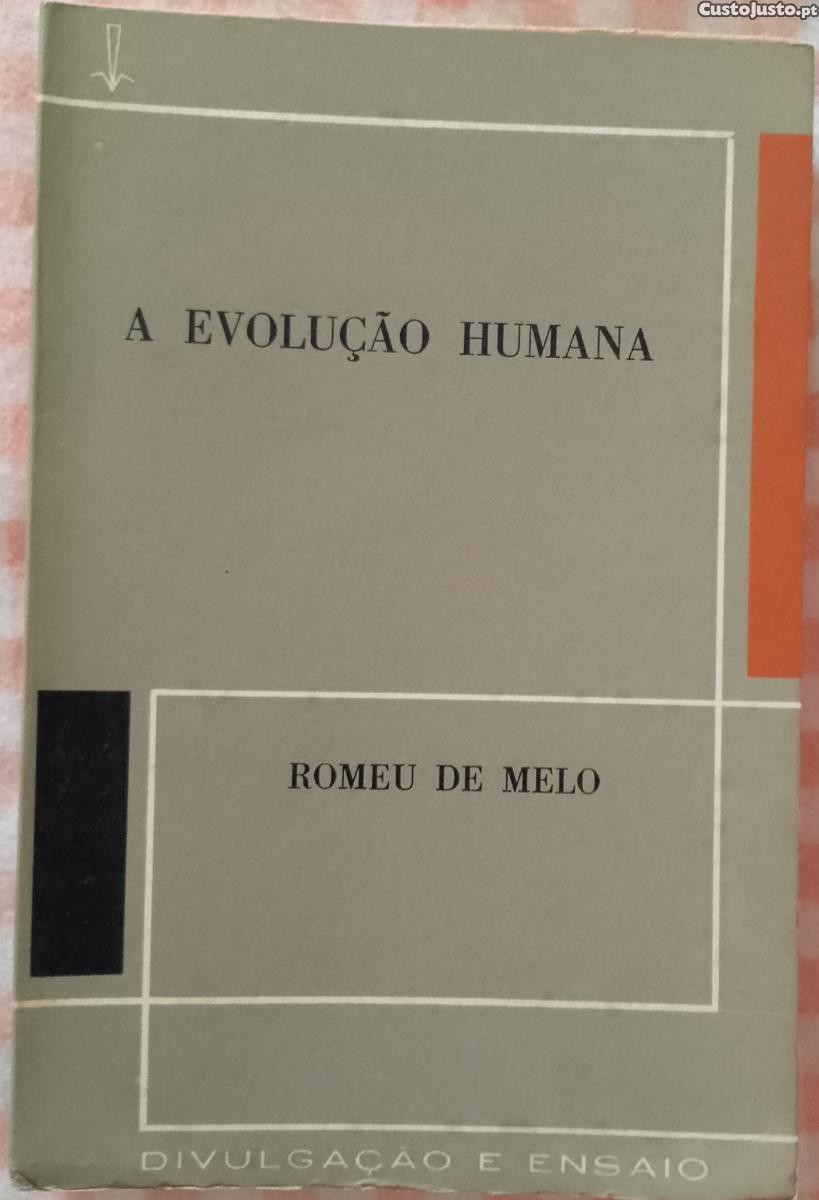 CustoJusto.pt
A EVOLUÇÃO HUMANA
ROMEU DE MELO
DIVULGAÇÃO E ENSAIO